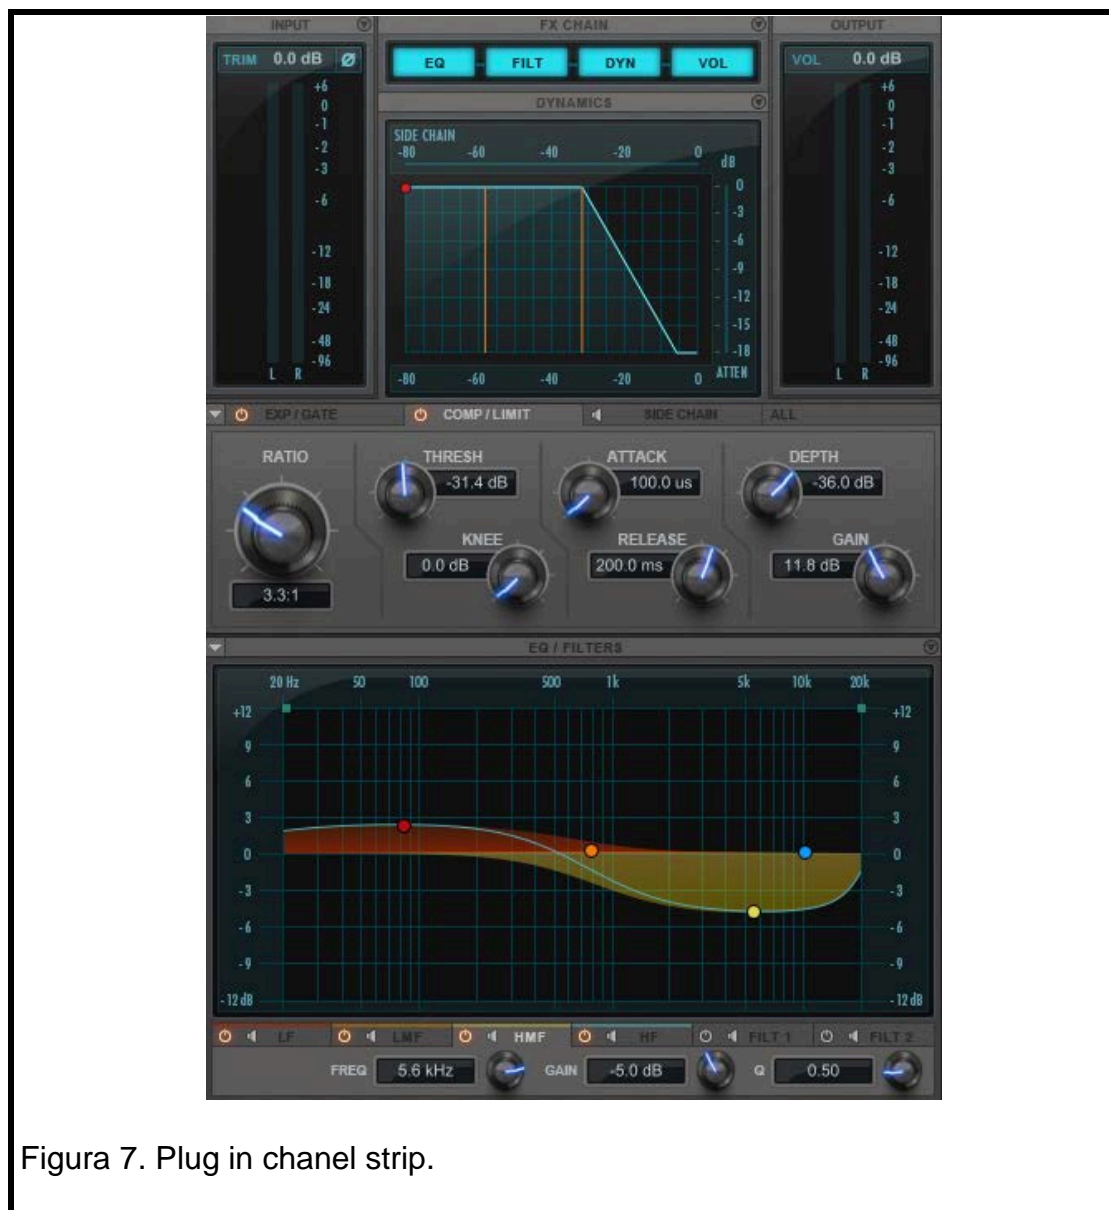 INPUT FX CHAIN OUTPUT
TRIM 0.0 dB Ø EQ FILT DYN VOL VOL 0.0 dB
DYNAMICS
+6
0
-1
-2
-3
-6
-12
-18
-24
-48
-96
L R
SIDE CHAIN
-80 -60 -40 -20 0 dB
0
-3
-6
-9
-12
-15
-18
-80 -60 -40 -20 0 ATTEN
+6
0
-1
-2
-3
-6
-12
-18
-24
-48
-96
L R
EXP / GATE COMP / LIMIT SIDE CHAIN ALL
RATIO THRESH ATTACK DEPTH
-31.4 dB 100.0 us -36.0 dB
KNEE RELEASE GAIN
0.0 dB 200.0 ms 11.8 dB
3.3:1
EQ / FILTERS
20 Hz 50 100 500 1k 5k 10k 20k
+12 +12
9 9
6 6
3 3
0 0
-3 -3
-6 -6
-9 -9
-12 dB -12 dB
LF LMF HMF HF FILT 1 FILT 2
FREQ 5.6 kHz GAIN -5.0 dB Q 0.50
Figura 7. Plug in chanel strip.